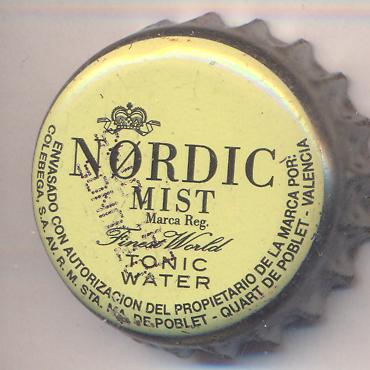 NØRDIC
MIST
Marca Reg.
Finest World
TONIC
WATER
ENVASADO CON AUTORIZACION DEL PROPIETARIO DE LA MARCA POR:
COLEBEGA, S.A. AV. R. M. STA. Mª. DE POBLET - QUART DE POBLET - VALENCIA